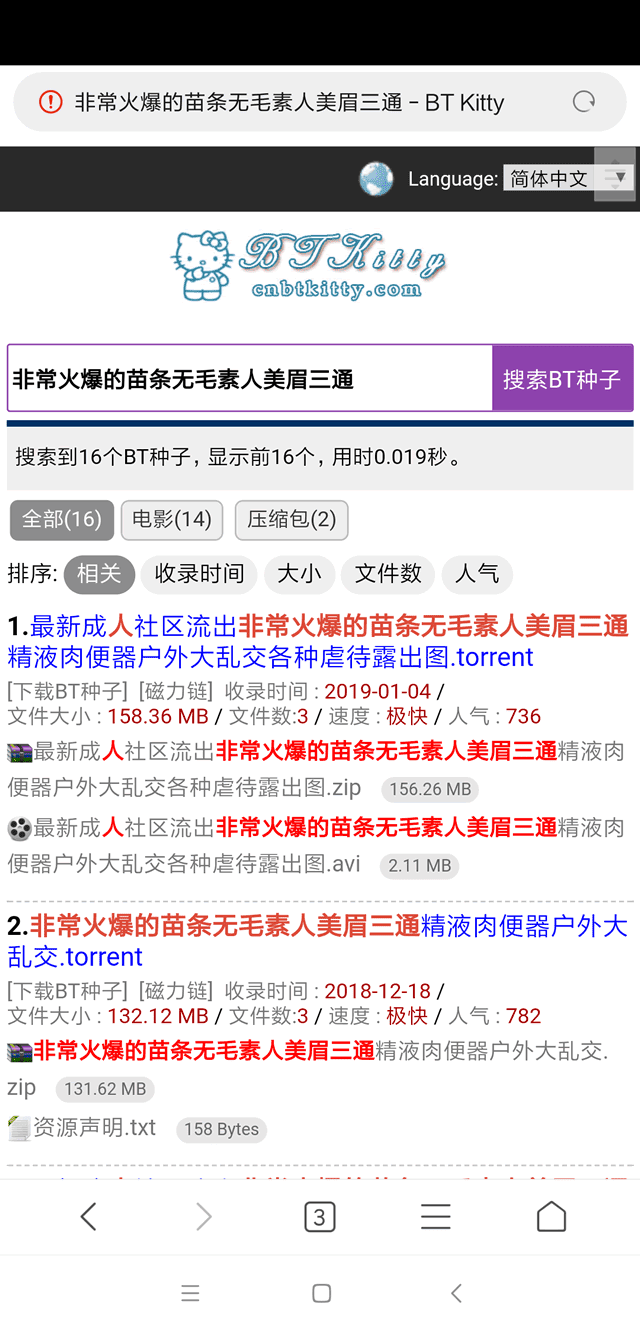 非常火爆的苗条无毛素人美眉三通 - BT Kitty
Language: 简体中文
BTKitty
cnbtkitty.com
非常火爆的苗条无毛素人美眉三通 搜索BT种子
搜索到16个BT种子，显示前16个，用时0.019秒。
全部(16) 电影(14) 压缩包(2)
排序: 相关 收录时间 大小 文件数 人气
1.最新成人社区流出非常火爆的苗条无毛素人美眉三通
精液肉便器户外大乱交各种虐待露出图.torrent
[下载BT种子] [磁力链] 收录时间 : 2019-01-04 /
文件大小 : 158.36 MB / 文件数:3 / 速度 : 极快 / 人气 : 736
最新成人社区流出非常火爆的苗条无毛素人美眉三通精液肉
便器户外大乱交各种虐待露出图.zip 156.26 MB
最新成人社区流出非常火爆的苗条无毛素人美眉三通精液肉
便器户外大乱交各种虐待露出图.avi 2.11 MB
2.非常火爆的苗条无毛素人美眉三通精液肉便器户外大
乱交.torrent
[下载BT种子] [磁力链] 收录时间 : 2018-12-18 /
文件大小 : 132.12 MB / 文件数:3 / 速度 : 极快 / 人气 : 782
非常火爆的苗条无毛素人美眉三通精液肉便器户外大乱交.
zip 131.62 MB
资源声明.txt 158 Bytes
3